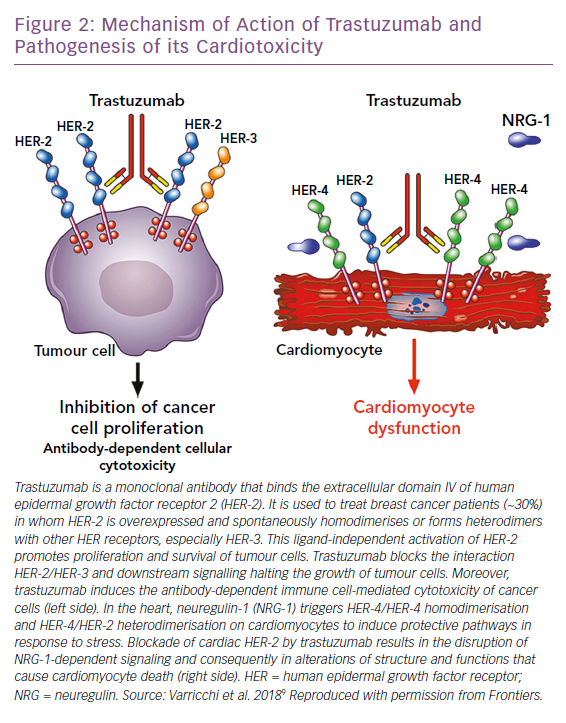 Figure 2: Mechanism of Action of Trastuzumab and
Pathogenesis of its Cardiotoxicity
Trastuzumab
HER-2
HER-2
HER-2
HER-3
Tumour cell
Inhibition of cancer
cell proliferation
Antibody-dependent cellular
cytotoxicity
Trastuzumab
NRG-1
HER-4
HER-2
HER-4
HER-4
Cardiomyocyte
Cardiomyocyte
dysfunction
Trastuzumab is a monoclonal antibody that binds the extracellular domain IV of human
epidermal growth factor receptor 2 (HER-2). It is used to treat breast cancer patients (~30%)
in whom HER-2 is overexpressed and spontaneously homodimerises or forms heterodimers
with other HER receptors, especially HER-3. This ligand-independent activation of HER-2
promotes proliferation and survival of tumour cells. Trastuzumab blocks the interaction
HER-2/HER-3 and downstream signalling halting the growth of tumour cells. Moreover,
trastuzumab induces the antibody-dependent immune cell-mediated cytotoxicity of cancer
cells (left side). In the heart, neuregulin-1 (NRG-1) triggers HER-4/HER-4 homodimerisation
and HER-4/HER-2 heterodimerisation on cardiomyocytes to induce protective pathways in
response to stress. Blockade of cardiac HER-2 by trastuzumab results in the disruption of
NRG-1-dependent signaling and consequently in alterations of structure and functions that
cause cardiomyocyte death (right side). HER = human epidermal growth factor receptor;
NRG = neuregulin. Source: Varricchi et al. 2018⁹ Reproduced with permission from Frontiers.